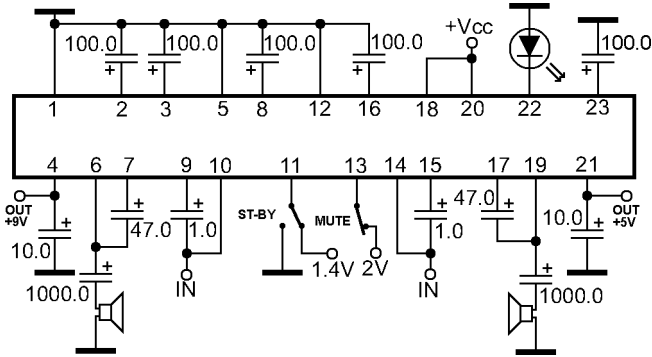 +Vcc
100.0 100.0 100.0 100.0 100.0
+ + + + +
1 2 3 5 8 12 16 18 20 22 23
4 6 7 9 10 11 13 14 15 17 19 21
+ + + + + +
OUT +9V
10.0
47.0
1.0
ST-BY
MUTE
1.0
47.0
10.0
OUT +5V
1.4V
2V
IN
IN
+
1000.0
+
1000.0